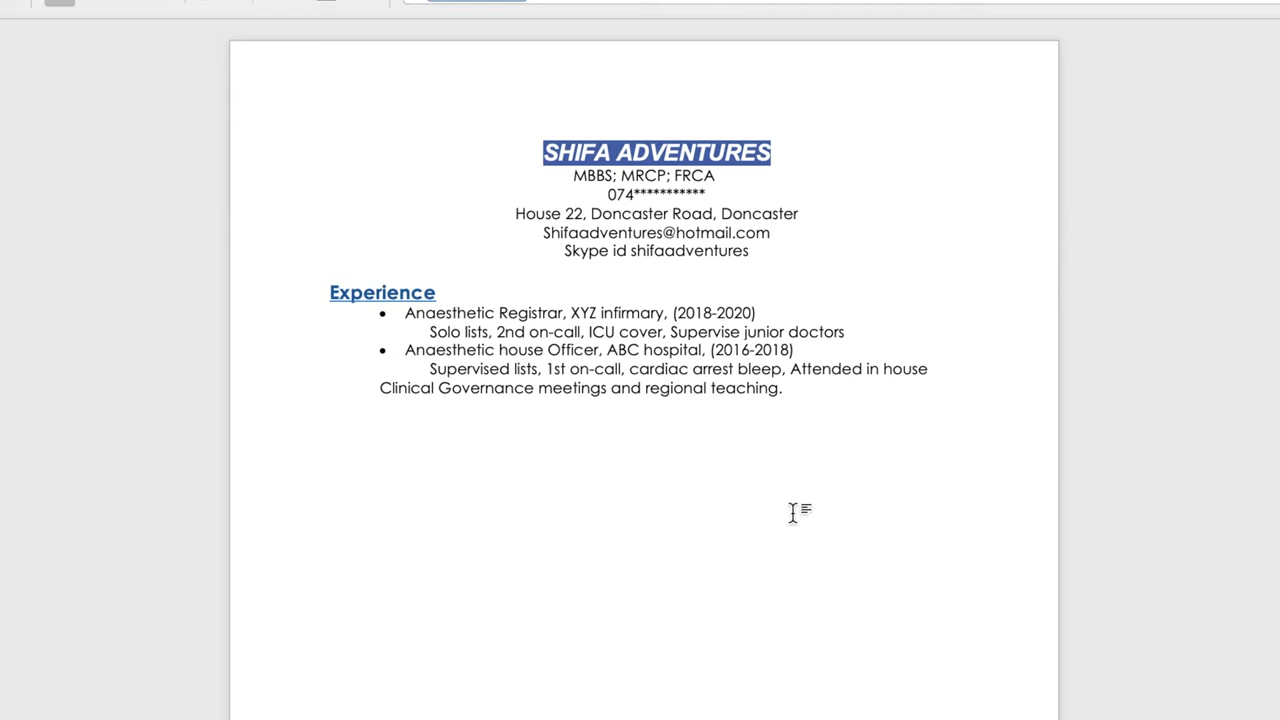 SHIFA ADVENTURES
MBBS; MRCP; FRCA
074***********
House 22, Doncaster Road, Doncaster
Shifaadventures@hotmail.com
Skype id shifaadventures
Experience
• Anaesthetic Registrar, XYZ infirmary, (2018-2020)
Solo lists, 2nd on-call, ICU cover, Supervise junior doctors
• Anaesthetic house Officer, ABC hospital, (2016-2018)
Supervised lists, 1st on-call, cardiac arrest bleep, Attended in house
Clinical Governance meetings and regional teaching.